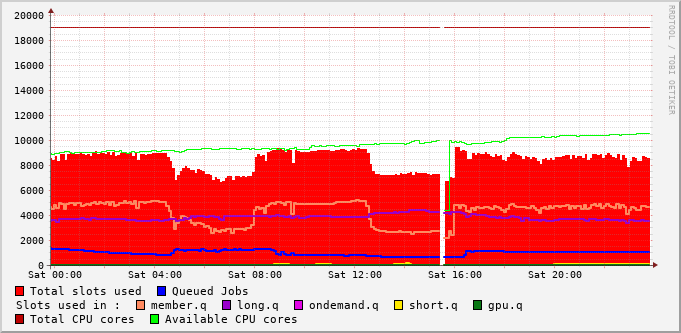 RRDTOOL / TOBI OETIKER
20000
18000
16000
14000
12000
10000
8000
6000
4000
2000
0
Sat 00:00 Sat 04:00 Sat 08:00 Sat 12:00 Sat 16:00 Sat 20:00
Total slots used Queued Jobs
Slots used in : member.q long.q ondemand.q short.q gpu.q
Total CPU cores Available CPU cores